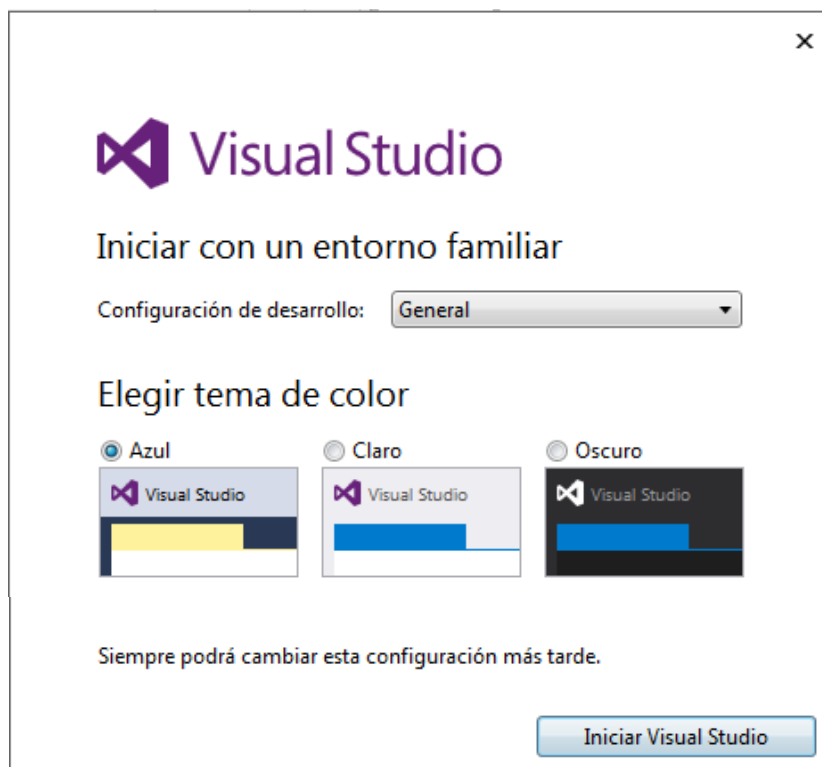 Visual Studio
Iniciar con un entorno familiar
Configuración de desarrollo: General
Elegir tema de color
Azul Claro Oscuro
Visual Studio Visual Studio Visual Studio
Siempre podrá cambiar esta configuración más tarde.
Iniciar Visual Studio